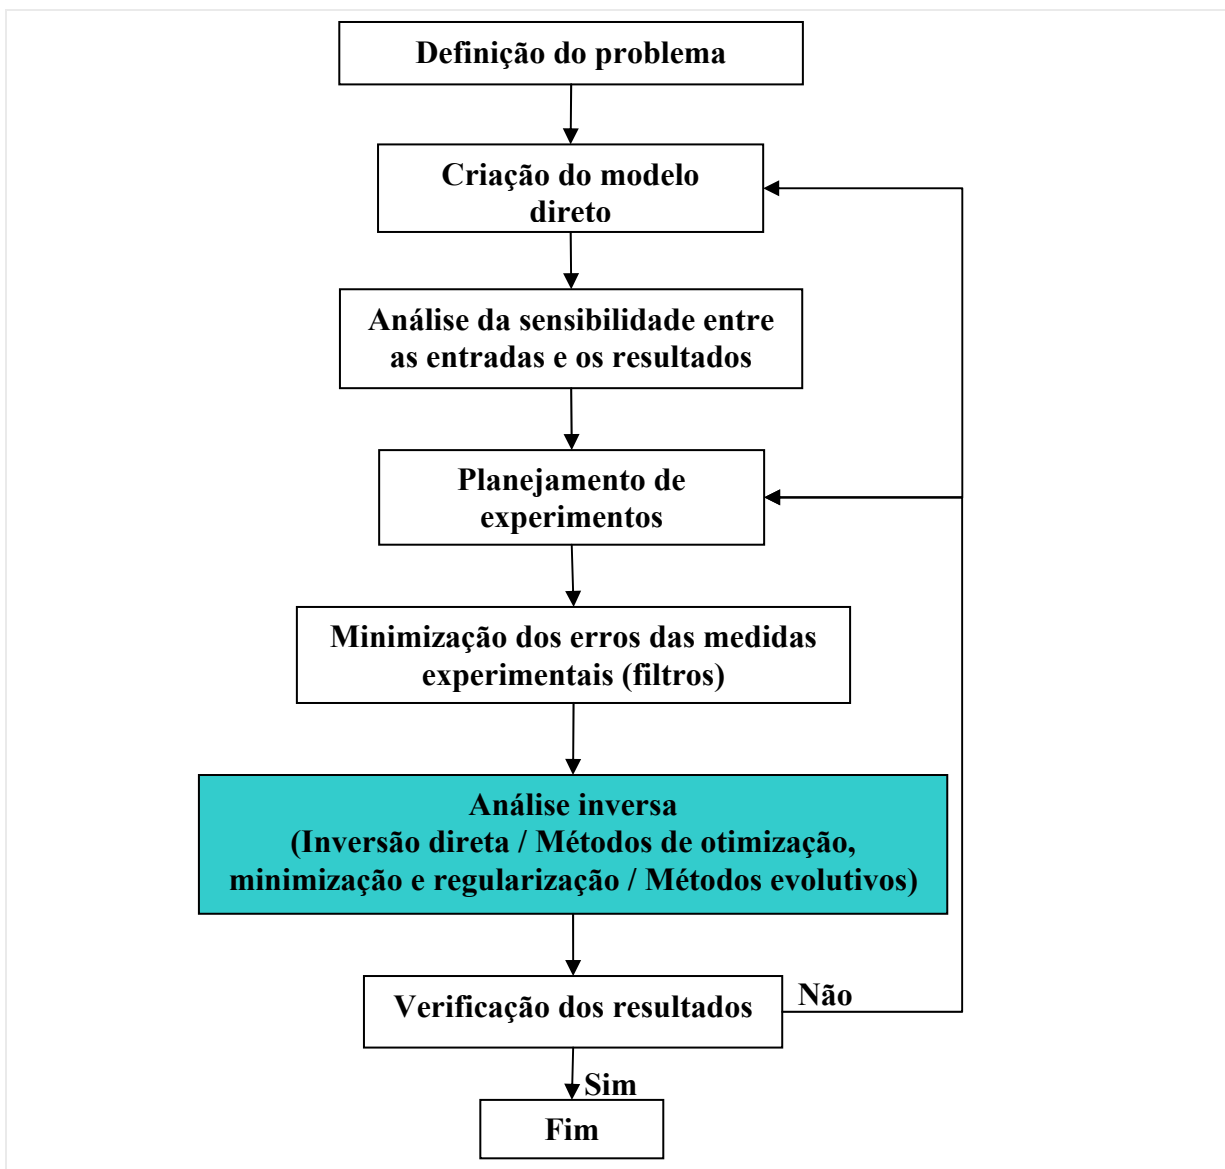 Definição do problema
Criação do modelo
direto
Análise da sensibilidade entre
as entradas e os resultados
Planejamento de
experimentos
Minimização dos erros das medidas
experimentais (filtros)
Análise inversa
(Inversão direta / Métodos de otimização,
minimização e regularização / Métodos evolutivos)
Verificação dos resultados
Não
Sim
Fim